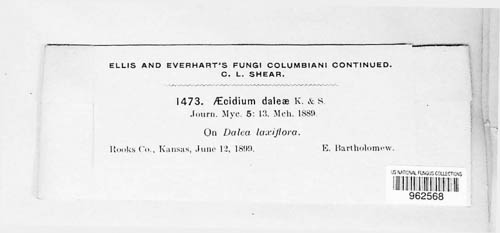 ELLIS AND EVERHART'S FUNGI COLUMBIANI CONTINUED.
C. L. SHEAR.
1473. Æcidium daleæ K. & S.
Journ. Myc. 5: 13. Mch. 1889.
On Dalea laxiflora.
Rooks Co., Kansas, June 12, 1899. E. Bartholomew.
US NATIONAL FUNGUS COLLECTIONS
962568